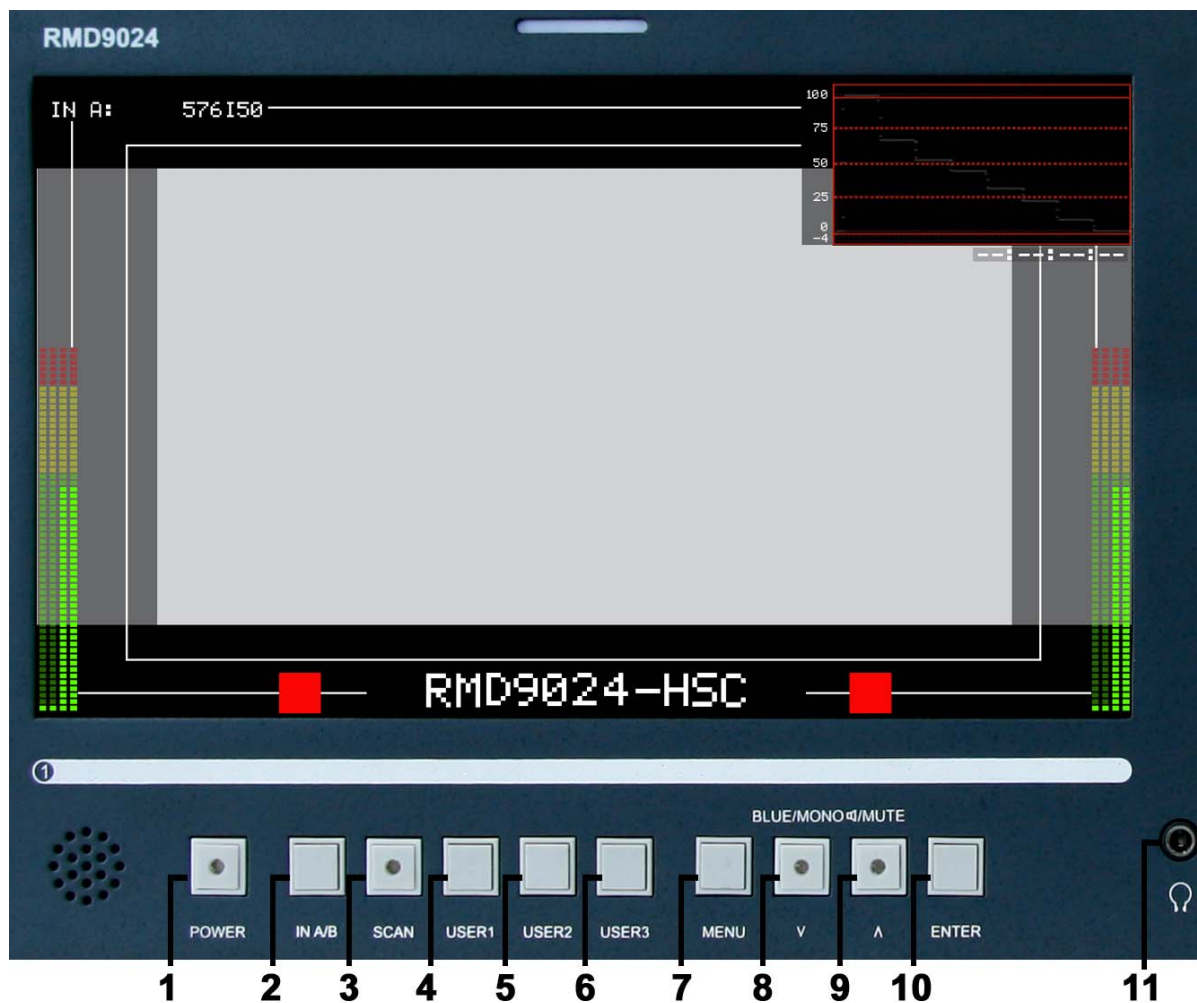 RMD9024
IN A: 576I50
100
75
50
25
0
-4
--:--:--:--
RMD9024-HSC
1
BLUE/MONO /MUTE
POWER IN A/B SCAN USER1 USER2 USER3 MENU ∨ ∧ ENTER
1 2 3 4 5 6 7 8 9 10 11